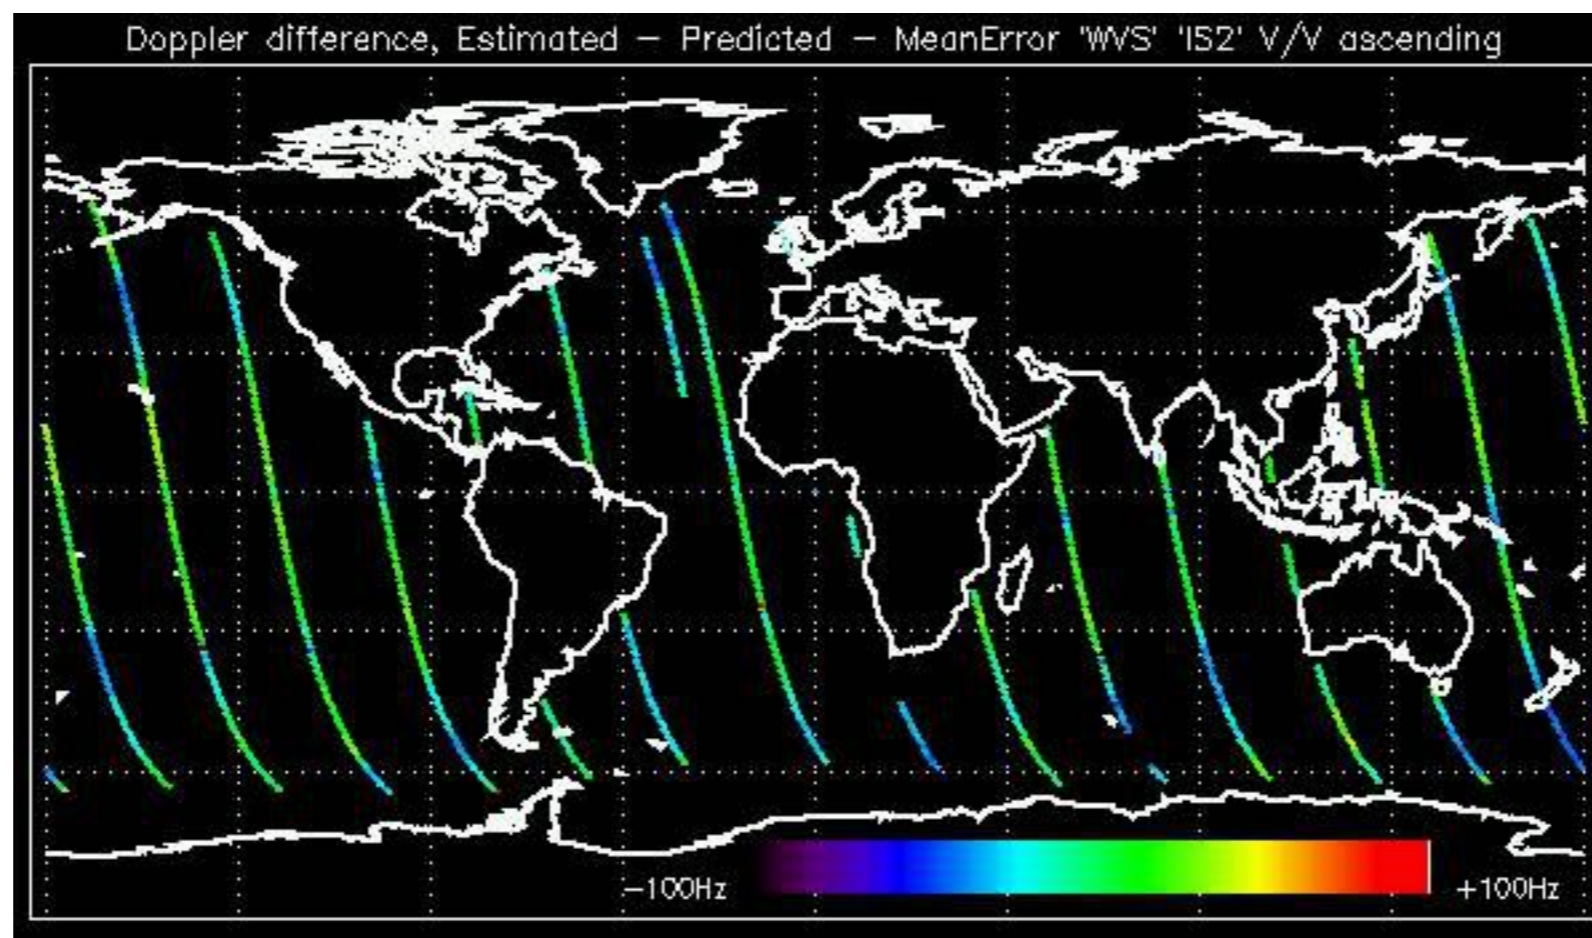 Doppler difference, Estimated - Predicted - MeanError 'WVS' 'IS2' V/V ascending
-100Hz
+100Hz